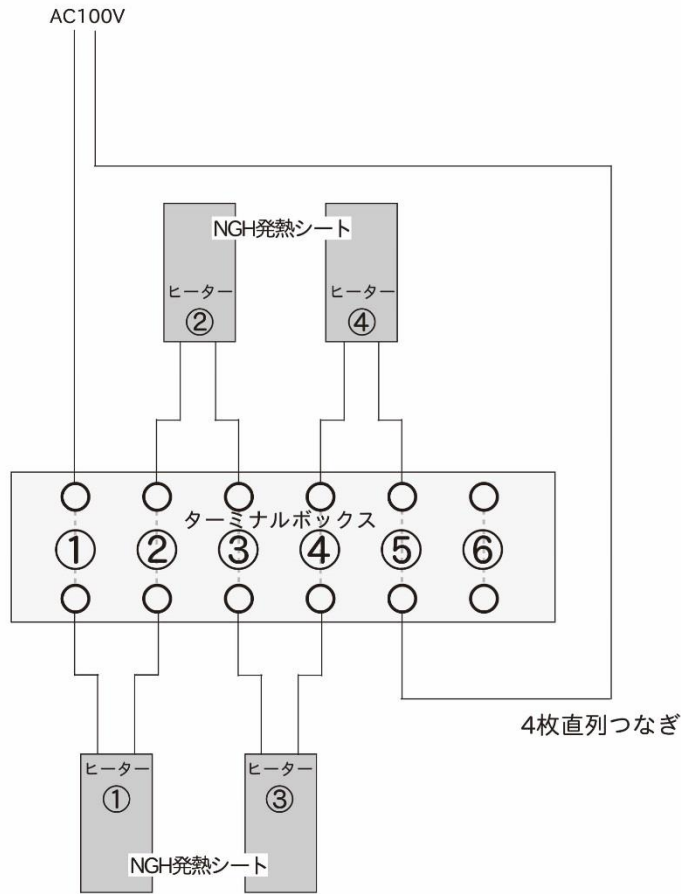 AC100V
NGH発熱シート
ヒーター
②
ヒーター
④
ターミナルボックス
① ② ③ ④ ⑤ ⑥
4枚直列つなぎ
ヒーター
①
ヒーター
③
NGH発熱シート